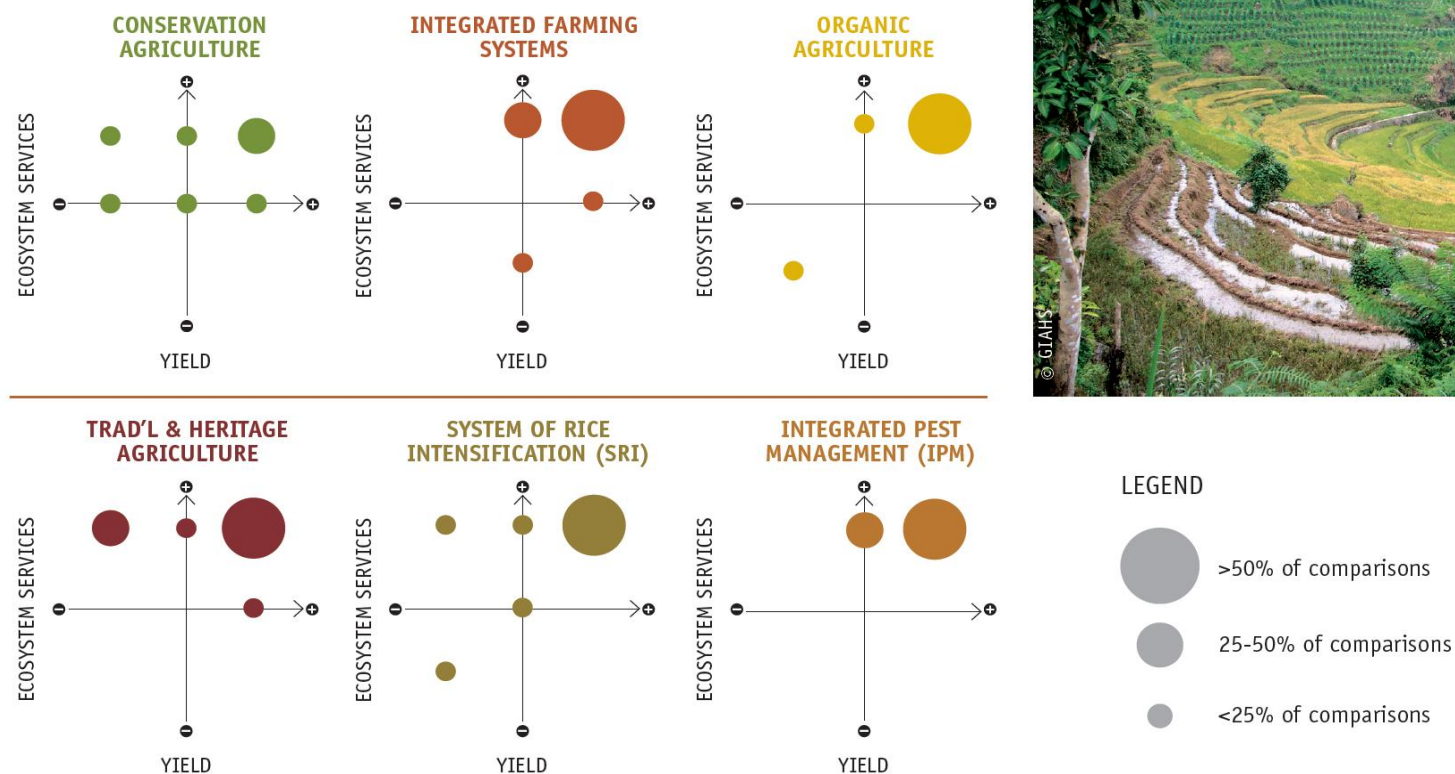 CONSERVATION
AGRICULTURE
ECOSYSTEM SERVICES
YIELD
INTEGRATED FARMING
SYSTEMS
ECOSYSTEM SERVICES
YIELD
ORGANIC
AGRICULTURE
ECOSYSTEM SERVICES
YIELD
© GIAHS
TRAD'L & HERITAGE
AGRICULTURE
ECOSYSTEM SERVICES
YIELD
SYSTEM OF RICE
INTENSIFICATION (SRI)
ECOSYSTEM SERVICES
YIELD
INTEGRATED PEST
MANAGEMENT (IPM)
ECOSYSTEM SERVICES
YIELD
LEGEND
>50% of comparisons
25-50% of comparisons
<25% of comparisons